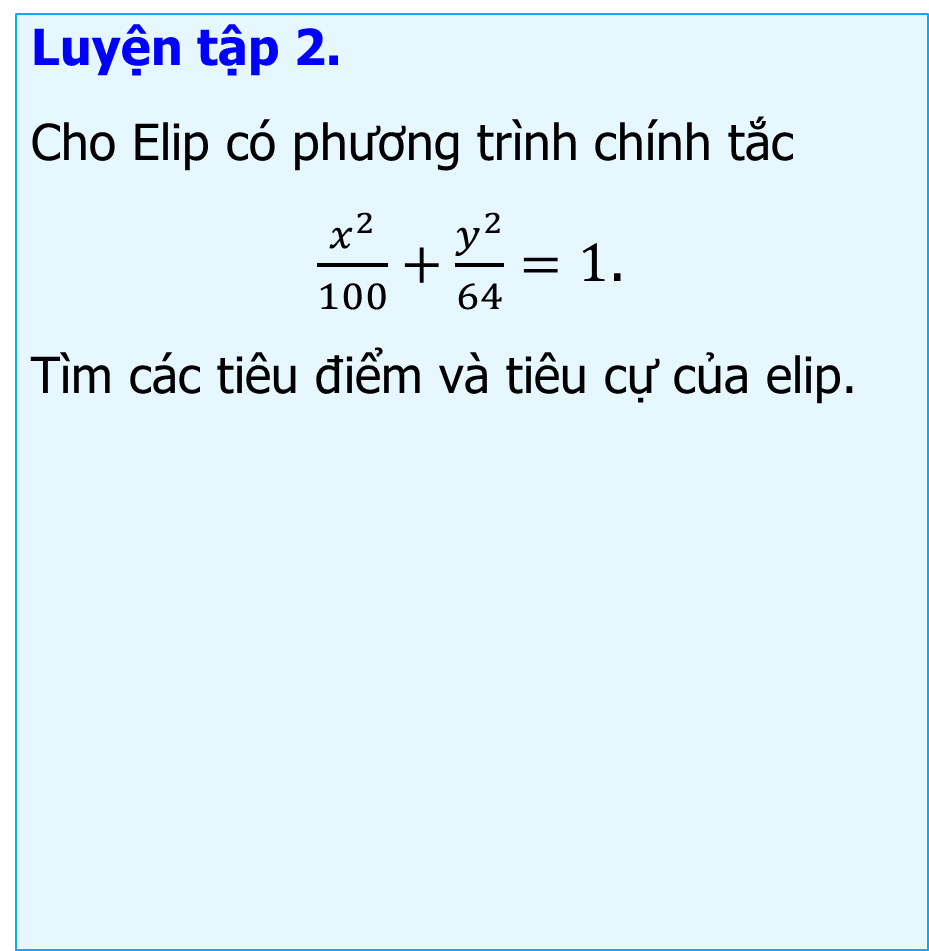 Luyện tập 2.
Cho Elip có phương trình chính tắc
x²/100 + y²/64 = 1.
Tìm các tiêu điểm và tiêu cự của elip.